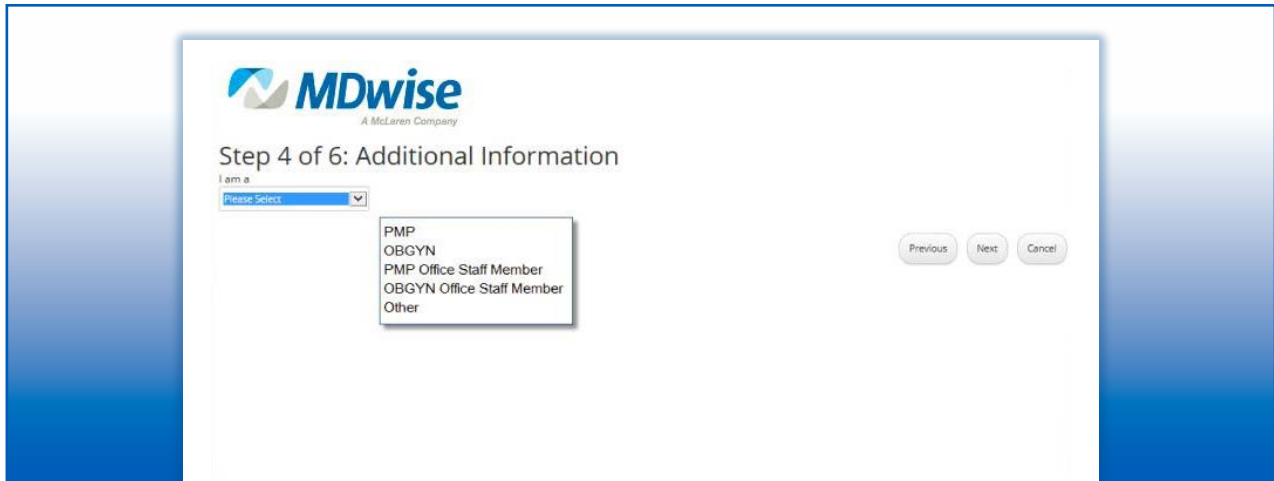 MDwise
A McLaren Company
Step 4 of 6: Additional Information
I am a
Please Select
PMP
OBGYN
PMP Office Staff Member
OBGYN Office Staff Member
Other
Previous Next Cancel